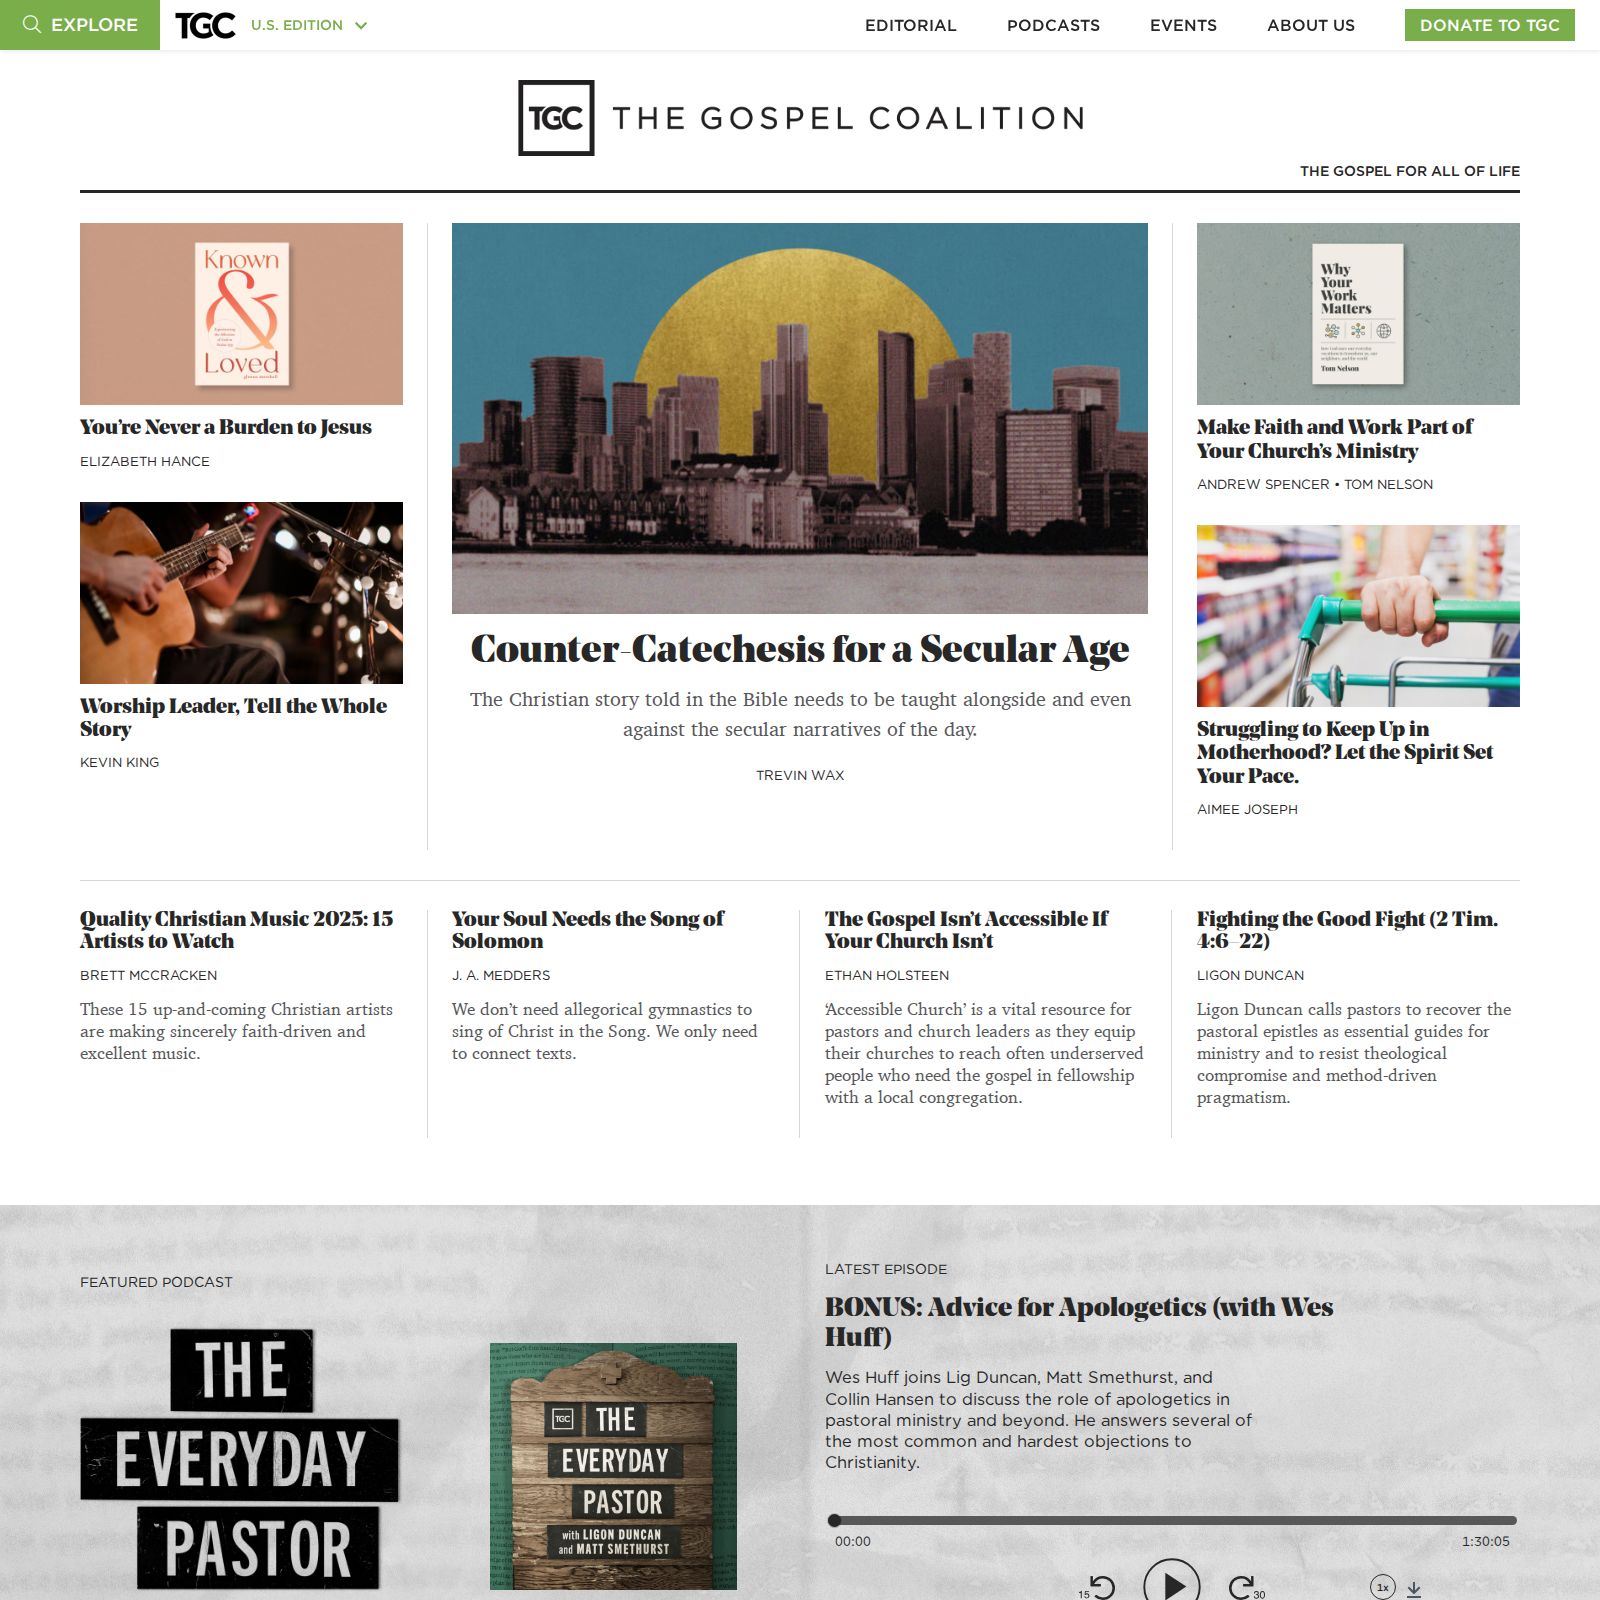 EXPLORE
TGC
U.S. EDITION
EDITORIAL
PODCASTS
EVENTS
ABOUT US
DONATE TO TGC
TGC THE GOSPEL COALITION
THE GOSPEL FOR ALL OF LIFE
Known
&
Loved
You're Never a Burden to Jesus
ELIZABETH HANCE
Worship Leader, Tell the Whole
Story
KEVIN KING
Counter-Catechesis for a Secular Age
The Christian story told in the Bible needs to be taught alongside and even
against the secular narratives of the day.
TREVIN WAX
Why
Your
Work
Matters
Tom Nelson
Make Faith and Work Part of
Your Church's Ministry
ANDREW SPENCER • TOM NELSON
Struggling to Keep Up in
Motherhood? Let the Spirit Set
Your Pace.
AIMEE JOSEPH
Quality Christian Music 2025: 15
Artists to Watch
BRETT MCCRACKEN
These 15 up-and-coming Christian artists
are making sincerely faith-driven and
excellent music.
Your Soul Needs the Song of
Solomon
J. A. MEDDERS
We don't need allegorical gymnastics to
sing of Christ in the Song. We only need
to connect texts.
The Gospel Isn't Accessible If
Your Church Isn't
ETHAN HOLSTEEN
'Accessible Church' is a vital resource for
pastors and church leaders as they equip
their churches to reach often underserved
people who need the gospel in fellowship
with a local congregation.
Fighting the Good Fight (2 Tim.
4:6–22)
LIGON DUNCAN
Ligon Duncan calls pastors to recover the
pastoral epistles as essential guides for
ministry and to resist theological
compromise and method-driven
pragmatism.
FEATURED PODCAST
THE
EVERYDAY
PASTOR
TGC THE
EVERYDAY
PASTOR
with LIGON DUNCAN
and MATT SMETHURST
LATEST EPISODE
BONUS: Advice for Apologetics (with Wes
Huff)
Wes Huff joins Lig Duncan, Matt Smethurst, and
Collin Hansen to discuss the role of apologetics in
pastoral ministry and beyond. He answers several of
the most common and hardest objections to
Christianity.
00:00
1:30:05
15
30
1x